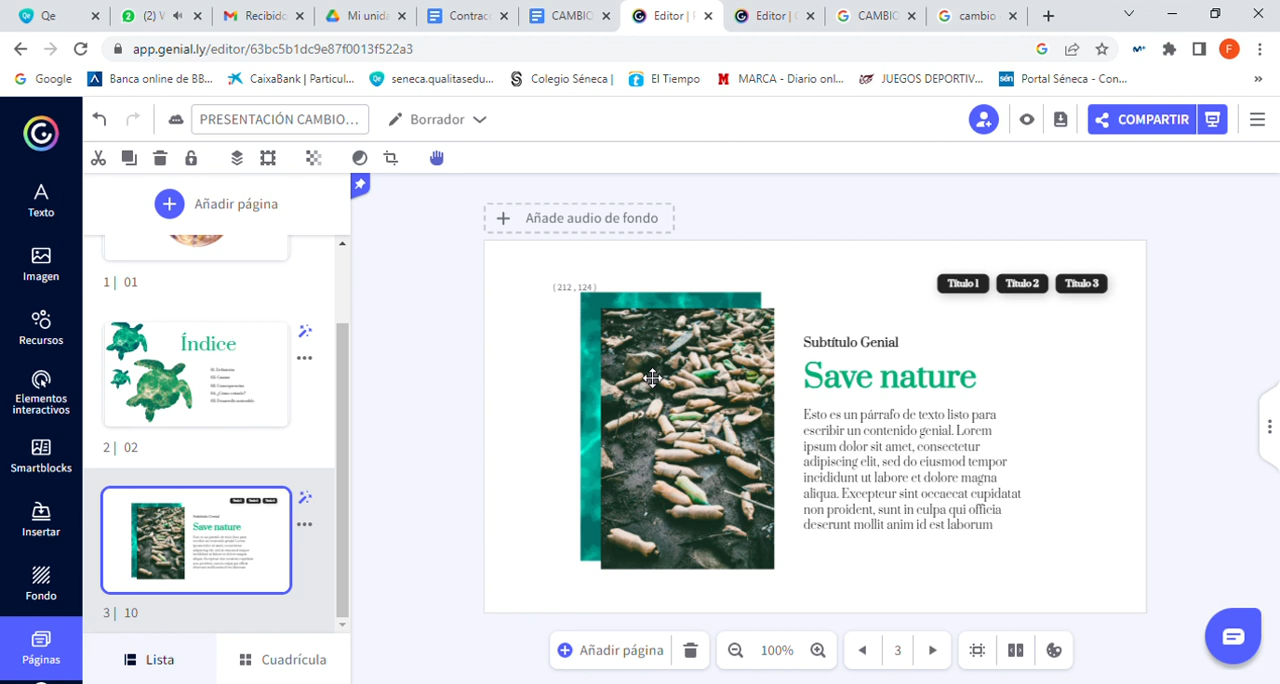 Qe
(2) W
Recibido
Mi unida
Contrac
CAMBIO
Editor |
Editor |
CAMBIO
cambio
app.genial.ly/editor/63bc5b1dc9e87f0013f522a3
Google
Banca online de BB...
CaixaBank | Particul...
seneca.qualitasedu...
Colegio Séneca |
El Tiempo
MARCA - Diario onl...
JUEGOS DEPORTIV...
Portal Séneca - Con...
PRESENTACIÓN CAMBIO...
Borrador
COMPARTIR
Texto
Imagen
Recursos
Elementos
interactivos
Smartblocks
Insertar
Fondo
Páginas
Añadir página
1 | 01
Índice
2 | 02
Save nature
3 | 10
Lista
Cuadrícula
Añade audio de fondo
(212,124)
Título 1
Título 2
Título 3
Subtítulo Genial
Save nature
Esto es un párrafo de texto listo para
escribir un contenido genial. Lorem
ipsum dolor sit amet, consectetur
adipiscing elit, sed do eiusmod tempor
incididunt ut labore et dolore magna
aliqua. Excepteur sint occaecat cupidatat
non proident, sunt in culpa qui officia
deserunt mollit anim id est laborum
Añadir página
100%
3